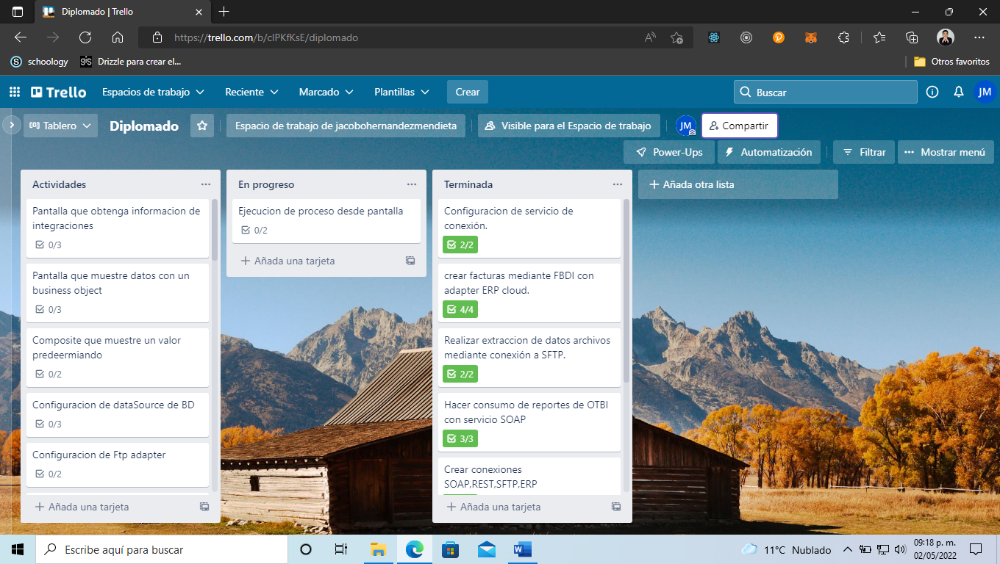 Diplomado | Trello
https://trello.com/b/clPKfKsE/diplomado
schoology
gis
Drizzle para crear el...
Otros favoritos
Trello
Espacios de trabajo
Reciente
Marcado
Plantillas
Crear
Buscar
JM
Tablero
Diplomado
Espacio de trabajo de jacobohernandezmendieta
Visible para el Espacio de trabajo
JM
Compartir
Power-Ups
Automatización
Filtrar
Mostrar menú
Actividades
Pantalla que obtenga informacion de
integraciones
0/3
Pantalla que muestre datos con un
business object
0/3
Composite que muestre un valor
predeermiando
0/2
Configuracion de dataSource de BD
0/3
Configuracion de Ftp adapter
0/2
Añada una tarjeta
En progreso
Ejecucion de proceso desde pantalla
0/2
Añada una tarjeta
Terminada
Configuracion de servicio de
conexión.
2/2
crear facturas mediante FBDI con
adapter ERP cloud.
4/4
Realizar extraccion de datos archivos
mediante conexión a SFTP.
2/2
Hacer consumo de reportes de OTBI
con servicio SOAP
3/3
Crear conexiones
SOAP,REST,SFTP,ERP
Añada una tarjeta
Añada otra lista
Escribe aquí para buscar
11°C Nublado
09:18 p. m.
02/05/2022